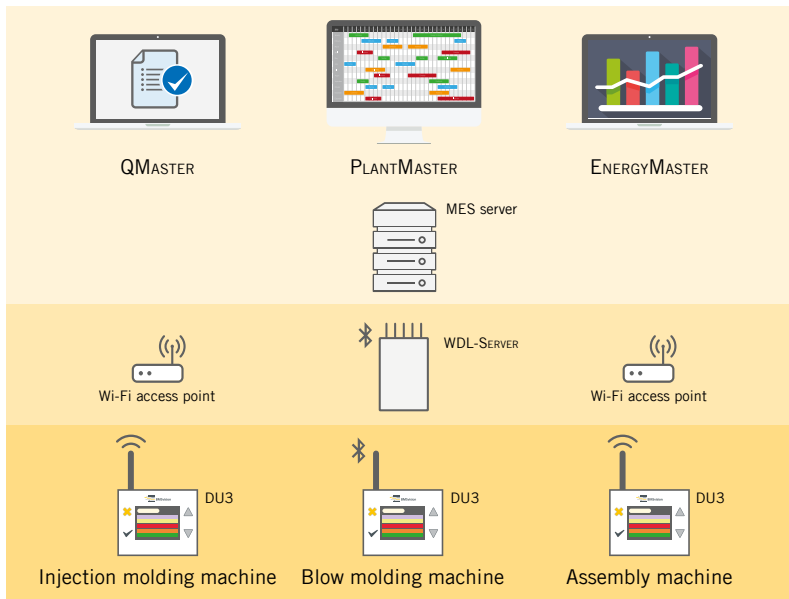 QMASTER
PLANTMASTER
ENERGYMASTER
MES server
WDL-SERVER
Wi-Fi access point
Wi-Fi access point
DU3
DU3
DU3
Injection molding machine
Blow molding machine
Assembly machine